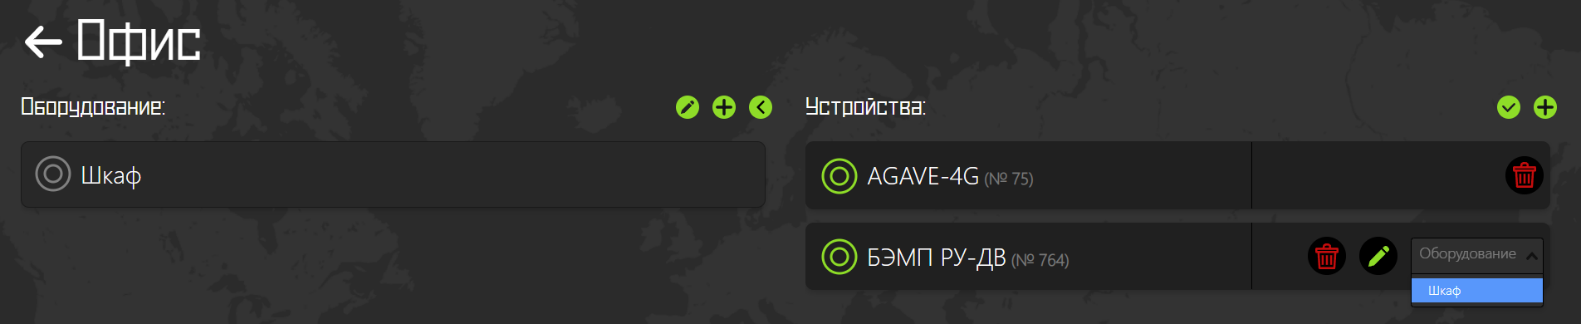 Офис
Оборудование:
Устройства:
Шкаф
AGAVE-4G (№ 75)
БЭМП РУ-ДВ (№ 764)
Оборудование
Шкаф